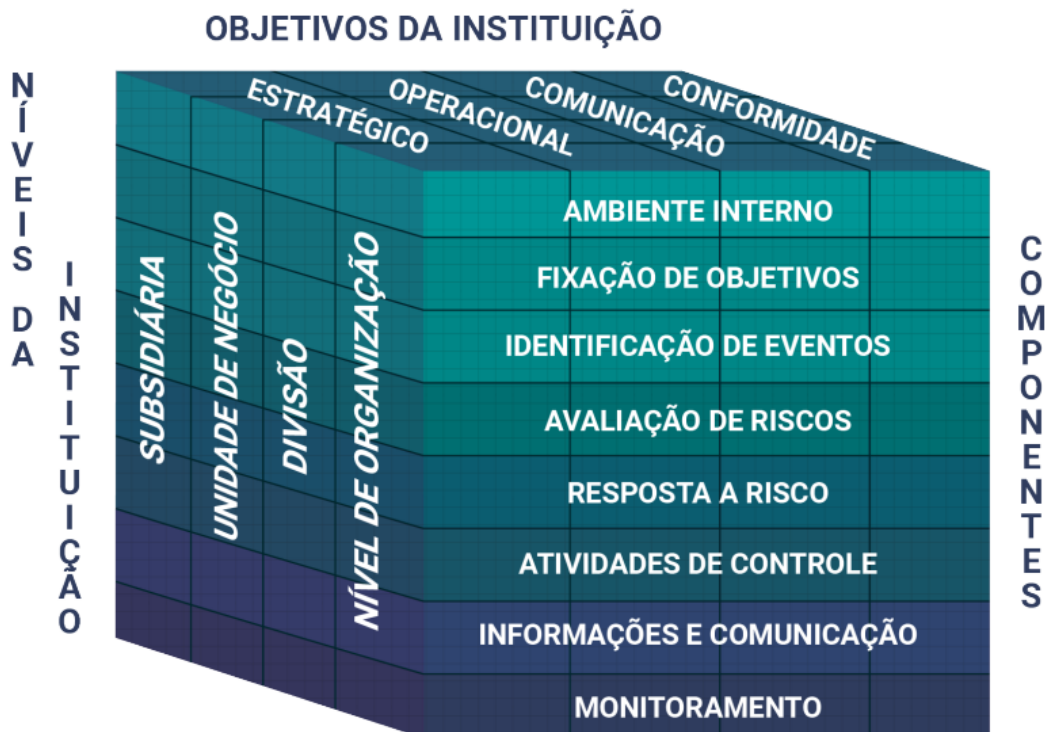 OBJETIVOS DA INSTITUIÇÃO
ESTRATÉGICO
OPERACIONAL
COMUNICAÇÃO
CONFORMIDADE
NÍVEIS DA
INSTITUIÇÃO
SUBSIDIÁRIA
UNIDADE DE NEGÓCIO
DIVISÃO
NÍVEL DE ORGANIZAÇÃO
AMBIENTE INTERNO
FIXAÇÃO DE OBJETIVOS
IDENTIFICAÇÃO DE EVENTOS
AVALIAÇÃO DE RISCOS
RESPOSTA A RISCO
ATIVIDADES DE CONTROLE
INFORMAÇÕES E COMUNICAÇÃO
MONITORAMENTO
COMPONENTES